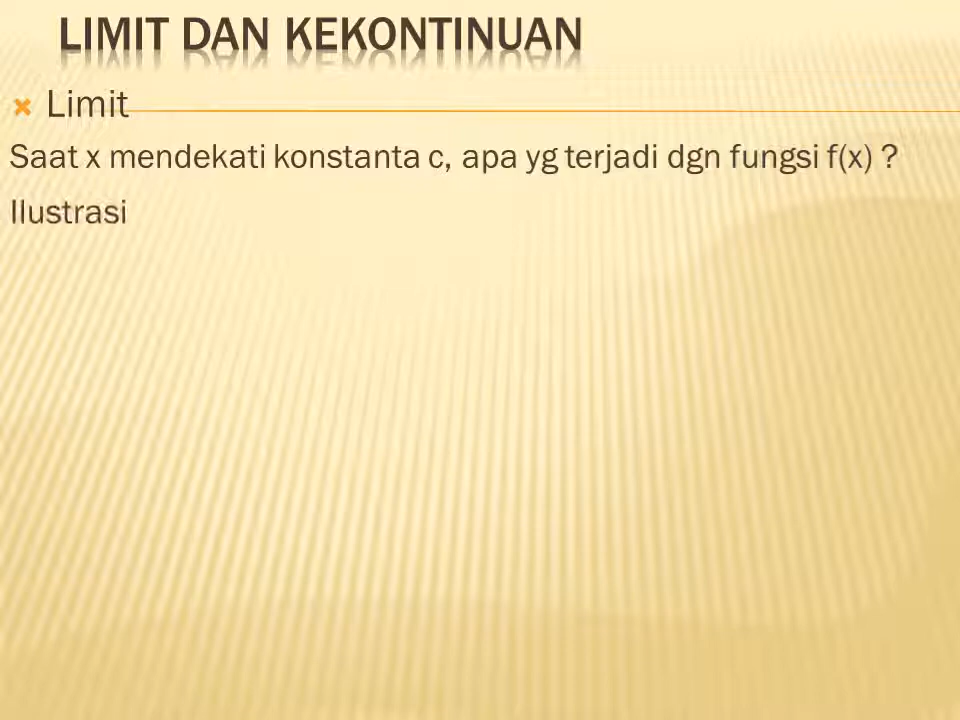 LIMIT DAN KEKONTINUAN
Limit
Saat x mendekati konstanta c, apa yg terjadi dgn fungsi f(x) ?
Ilustrasi